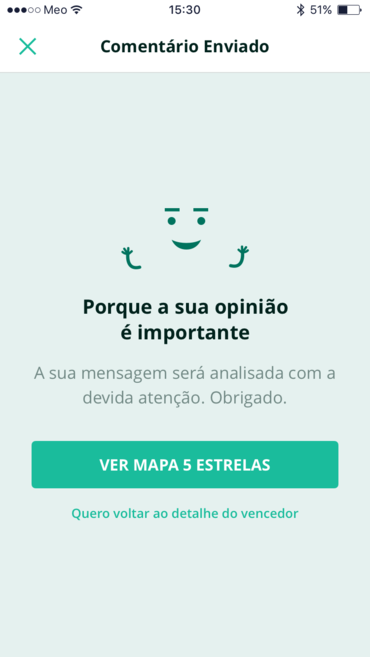 Meo 15:30 51%
Comentário Enviado
Porque a sua opinião
é importante
A sua mensagem será analisada com a
devida atenção. Obrigado.
VER MAPA 5 ESTRELAS
Quero voltar ao detalhe do vencedor